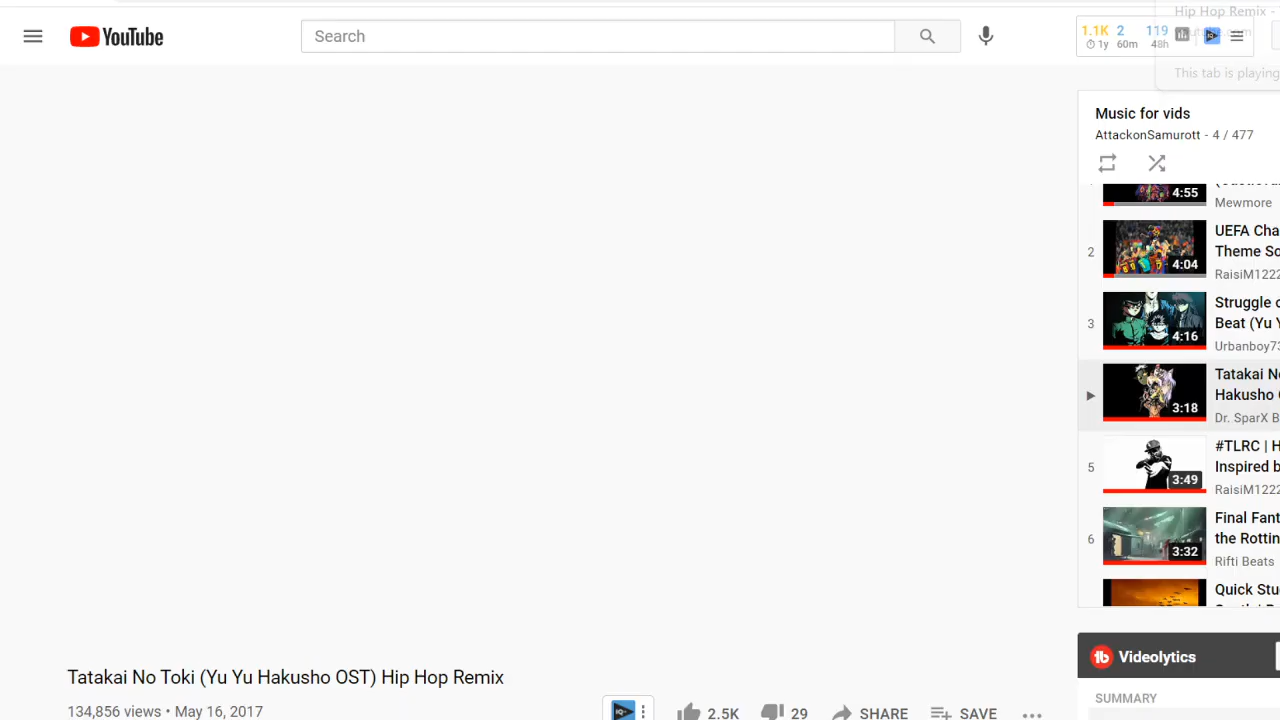 Hip Hop Remix -
YouTube
Search
1.1K 2 119
1y 60m 48h
This tab is playing
Music for vids
AttackonSamurott - 4 / 477
4:55
Mewmore
2
UEFA Cha
Theme So
4:04
RaisiM1222
3
Struggle o
Beat (Yu Y
4:16
Urbanboy73
Tatakai No
Hakusho
3:18
Dr. SparX B
5
#TLRC | H
Inspired b
3:49
RaisiM1222
6
Final Fant
the Rottin
3:32
Rifti Beats
Quick Stu
Videolytics
SUMMARY
Tatakai No Toki (Yu Yu Hakusho OST) Hip Hop Remix
134,856 views • May 16, 2017
2.5K 29 SHARE SAVE